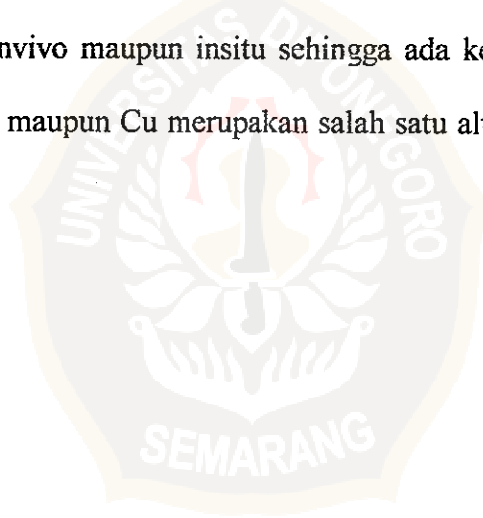 nvivo maupun insitu sehingga ada ke
maupun Cu merupakan salah satu al
UNIVERSITAS DIPONEGORO
SEMARANG